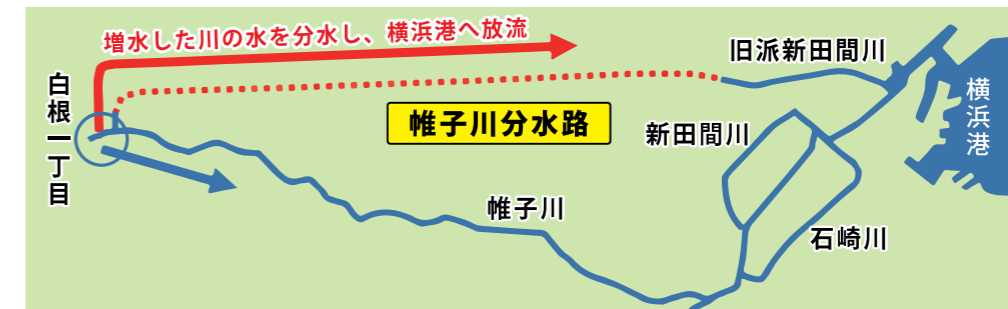 増水した川の水を分水し、横浜港へ放流
旧派新田間川
白根一丁目
横浜港
帷子川分水路
新田間川
帷子川
石崎川